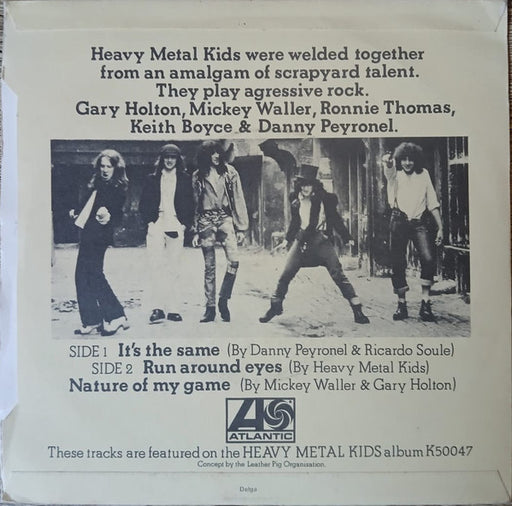 Heavy Metal Kids were welded together
from an amalgam of scrapyard talent.
They play agressive rock.
Gary Holton, Mickey Waller, Ronnie Thomas,
Keith Boyce & Danny Peyronel.
SIDE 1 It's the same (By Danny Peyronel & Ricardo Soule)
SIDE 2 Run around eyes (By Heavy Metal Kids)
Nature of my game (By Mickey Waller & Gary Holton)
ATLANTIC
These tracks are featured on the HEAVY METAL KIDS album K50047
Concept by the Leather Pig Organisation.
Delga